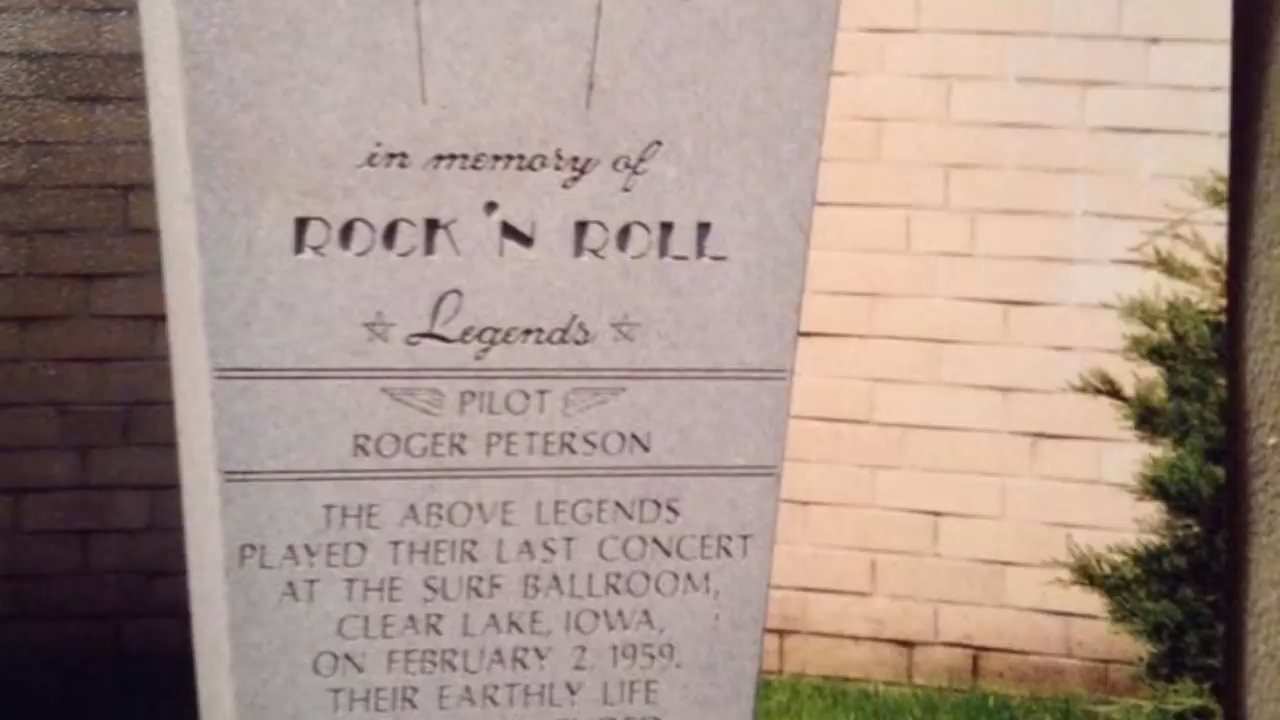 in memory of
ROCK 'N ROLL
Legends
PILOT
ROGER PETERSON
THE ABOVE LEGENDS
PLAYED THEIR LAST CONCERT
AT THE SURF BALLROOM,
CLEAR LAKE, IOWA,
ON FEBRUARY 2, 1959.
THEIR EARTHLY LIFE